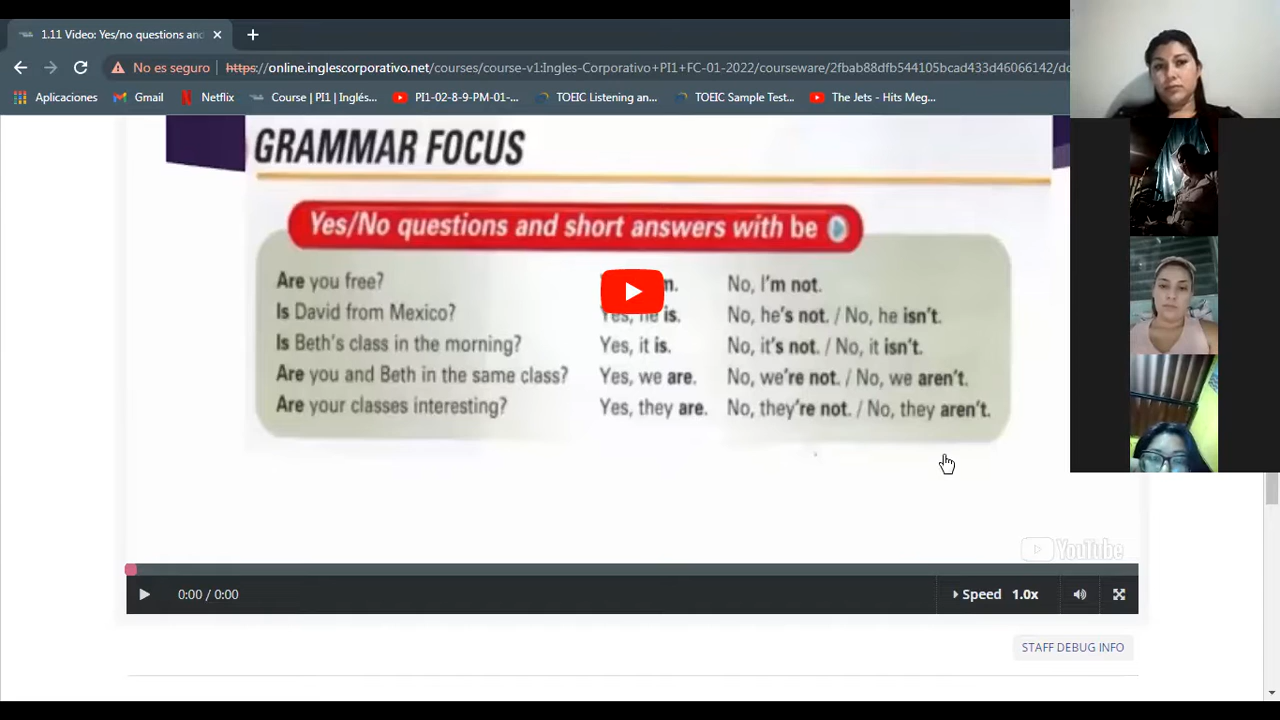 1.11 Video: Yes/no questions and
No es seguro
https://online.inglescorporativo.net/courses/course-v1:Ingles-Corporativo+PI1+FC-01-2022/courseware/2fbab88dfb544105bcad433d46066142/dc
Aplicaciones
Gmail
Netflix
Course | PI1 | Inglés...
PI1-02-8-9-PM-01-...
TOEIC Listening an...
TOEIC Sample Test...
The Jets - Hits Meg...
GRAMMAR FOCUS
Yes/No questions and short answers with be
Are you free? No, I'm not.
Is David from Mexico? Yes, he is. No, he's not. / No, he isn't.
Is Beth's class in the morning? Yes, it is. No, it's not. / No, it isn't.
Are you and Beth in the same class? Yes, we are. No, we're not. / No, we aren't.
Are your classes interesting? Yes, they are. No, they're not. / No, they aren't.
YouTube
0:00 / 0:00
Speed 1.0x
STAFF DEBUG INFO